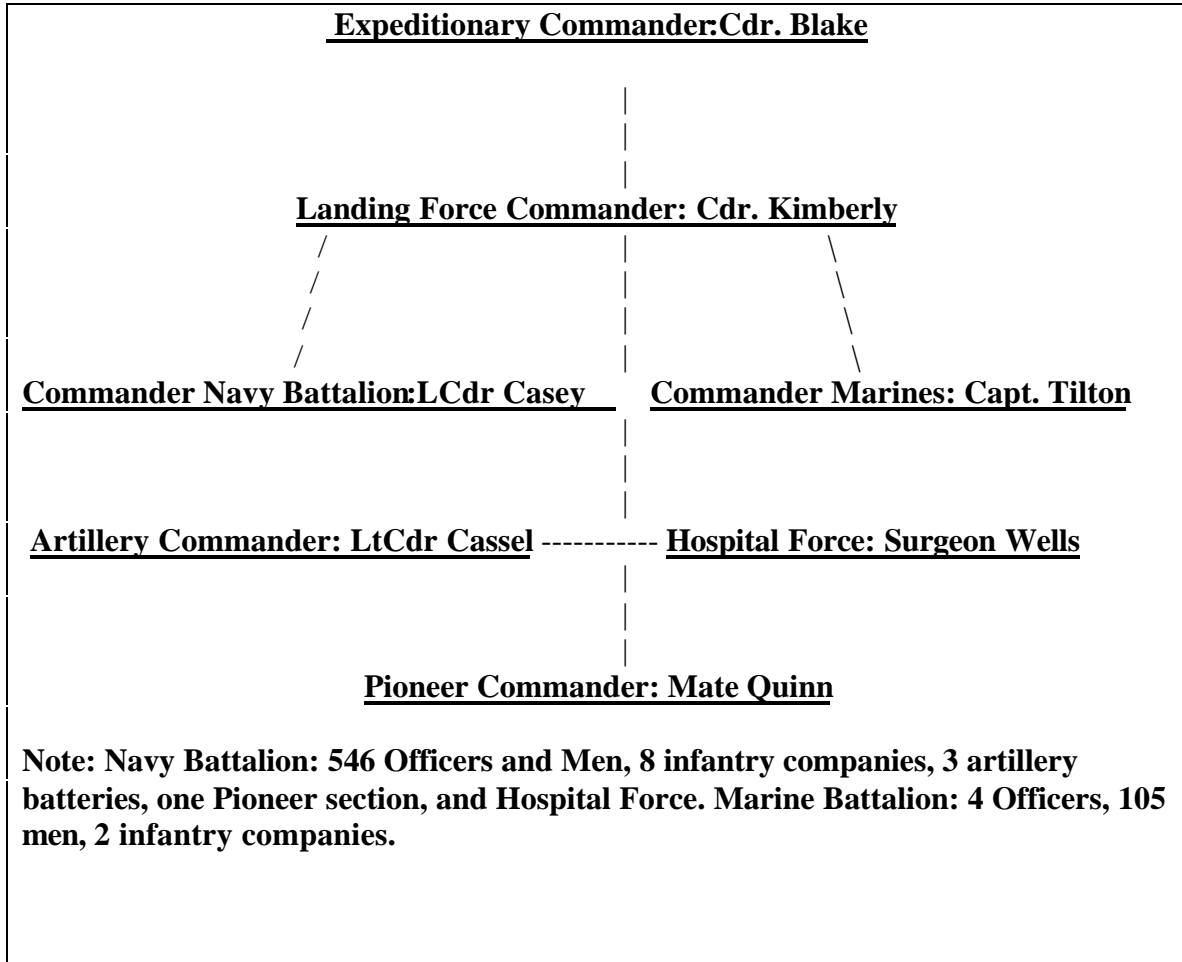 Expeditionary Commander:Cdr. Blake
Landing Force Commander: Cdr. Kimberly
Commander Navy Battalion:LCdr Casey
Commander Marines: Capt. Tilton
Artillery Commander: LtCdr Cassel ----------- Hospital Force: Surgeon Wells
Pioneer Commander: Mate Quinn
Note: Navy Battalion: 546 Officers and Men, 8 infantry companies, 3 artillery
batteries, one Pioneer section, and Hospital Force. Marine Battalion: 4 Officers, 105
men, 2 infantry companies.